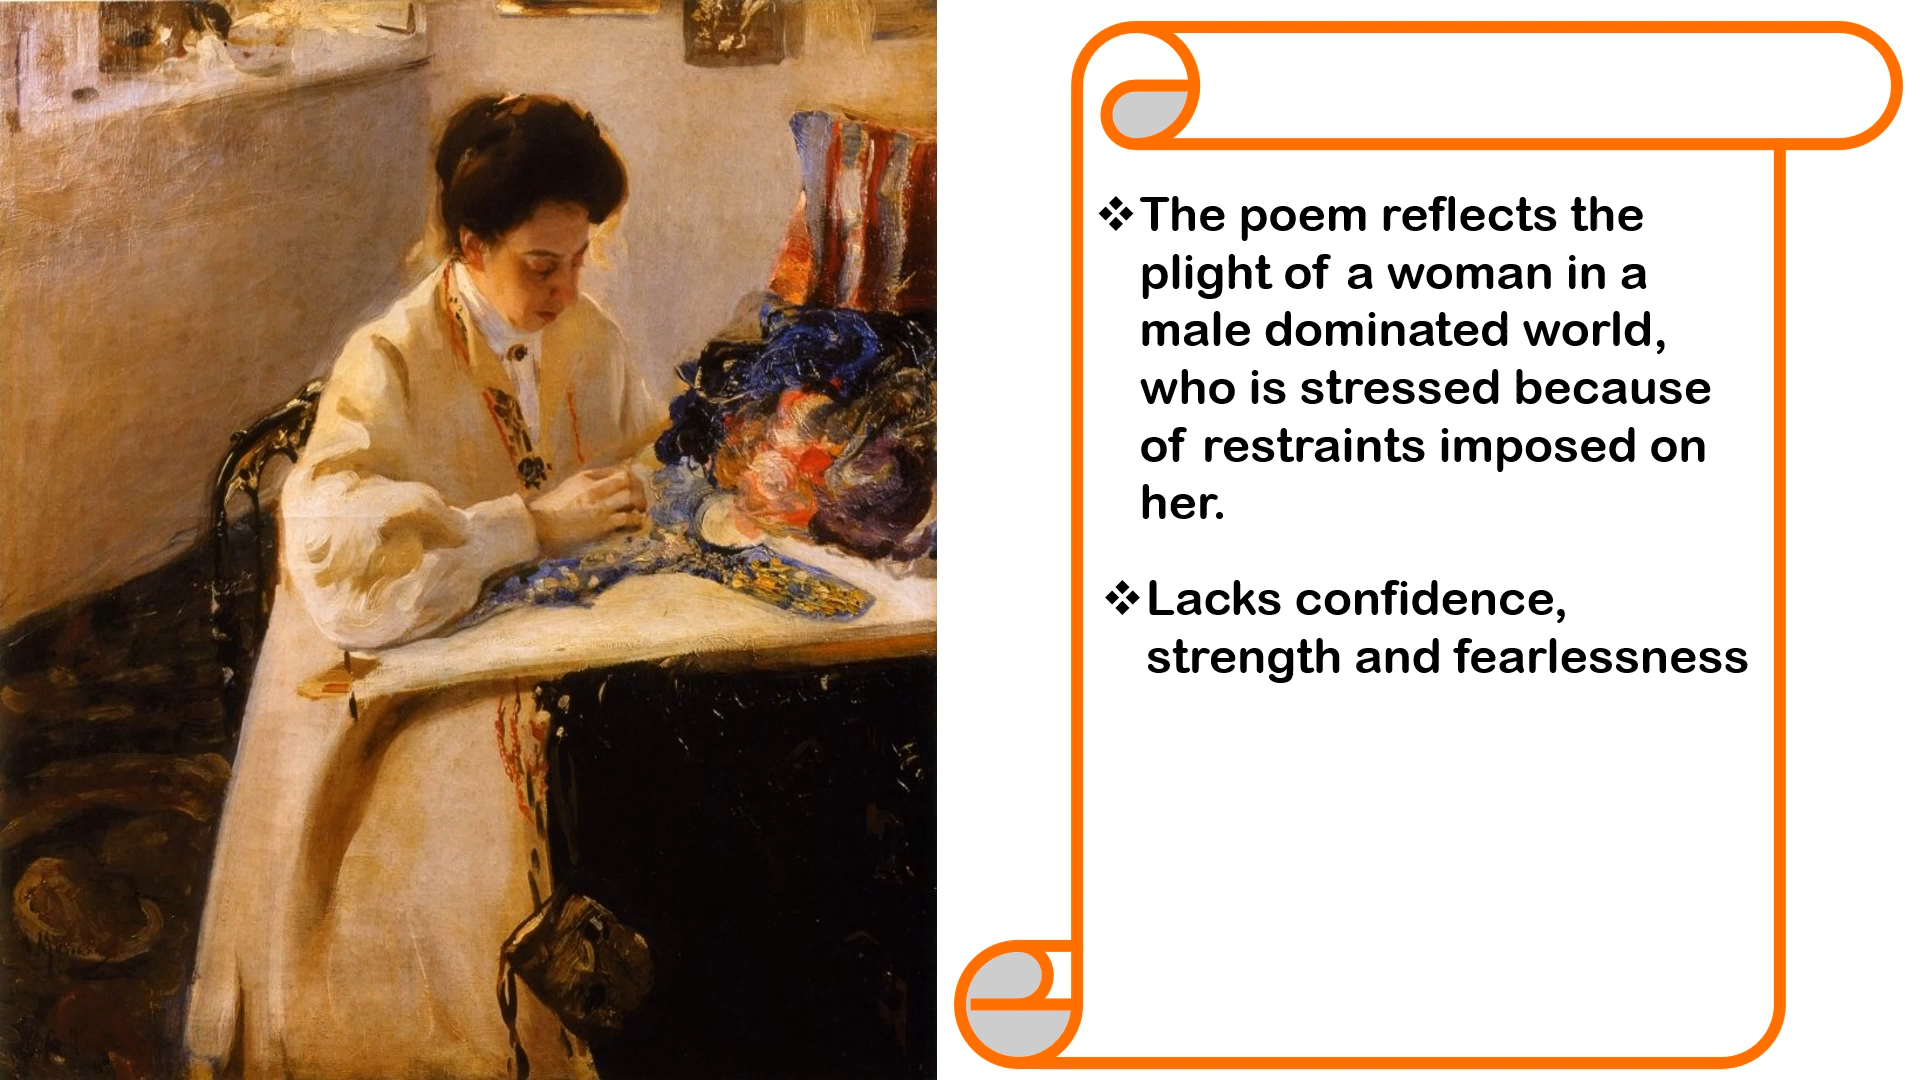 ❖The poem reflects the
plight of a woman in a
male dominated world,
who is stressed because
of restraints imposed on
her.
❖Lacks confidence,
strength and fearlessness